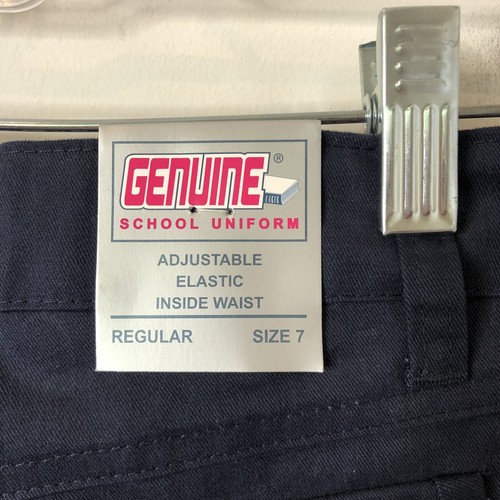 GENUINE®
SCHOOL UNIFORM
ADJUSTABLE
ELASTIC
INSIDE WAIST
REGULAR SIZE 7